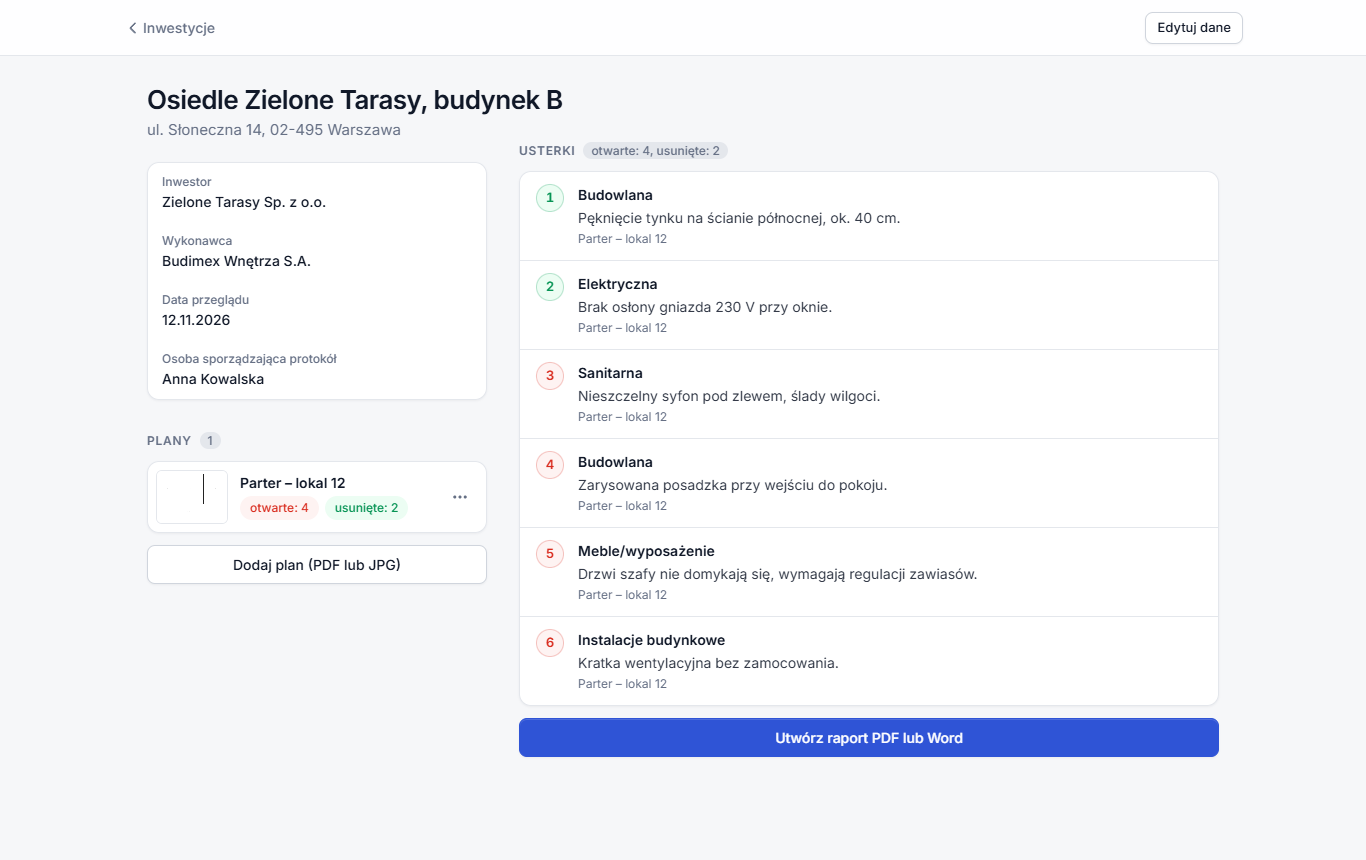 Inwestycje
Edytuj dane
Osiedle Zielone Tarasy, budynek B
ul. Słoneczna 14, 02-495 Warszawa
Inwestor
Zielone Tarasy Sp. z o.o.
Wykonawca
Budimex Wnętrza S.A.
Data przeglądu
12.11.2026
Osoba sporządzająca protokół
Anna Kowalska
PLANY 1
Parter – lokal 12
otwarte: 4 usunięte: 2
Dodaj plan (PDF lub JPG)
USTERKI otwarte: 4, usunięte: 2
1 Budowlana
Pęknięcie tynku na ścianie północnej, ok. 40 cm.
Parter – lokal 12
2 Elektryczna
Brak osłony gniazda 230 V przy oknie.
Parter – lokal 12
3 Sanitarna
Nieszczelny syfon pod zlewem, ślady wilgoci.
Parter – lokal 12
4 Budowlana
Zarysowana posadzka przy wejściu do pokoju.
Parter – lokal 12
5 Meble/wyposażenie
Drzwi szafy nie domykają się, wymagają regulacji zawiasów.
Parter – lokal 12
6 Instalacje budynkowe
Kratka wentylacyjna bez zamocowania.
Parter – lokal 12
Utwórz raport PDF lub Word